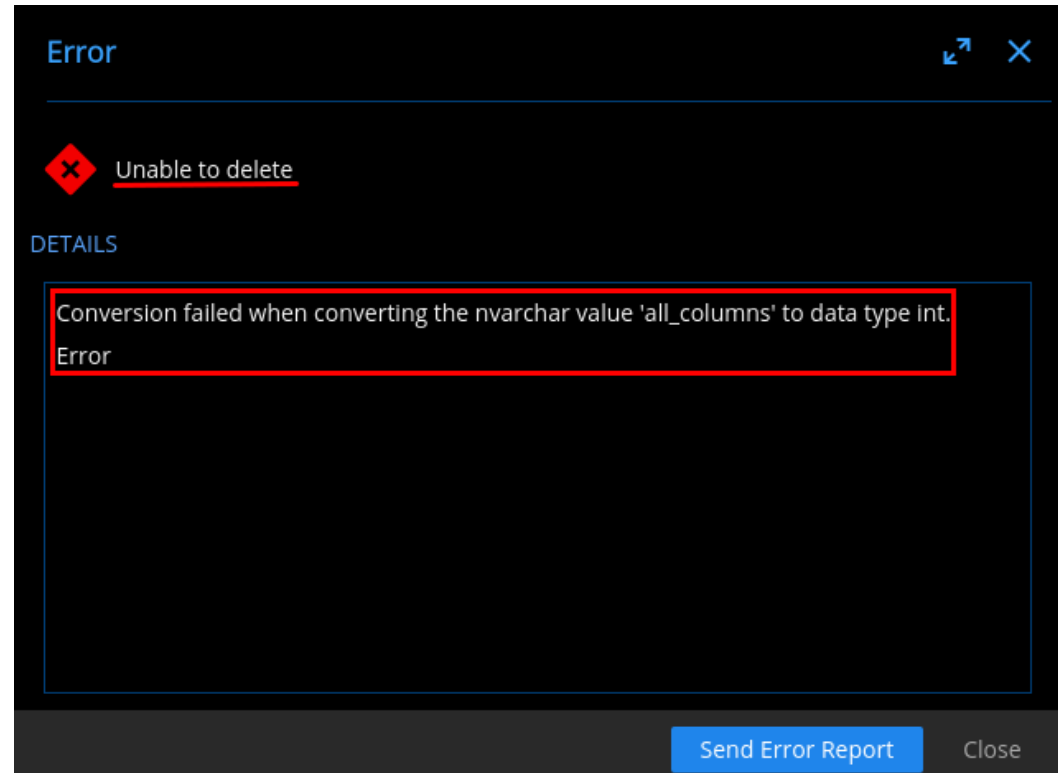 Error
Unable to delete
DETAILS
Conversion failed when converting the nvarchar value 'all_columns' to data type int.
Error
Send Error Report
Close